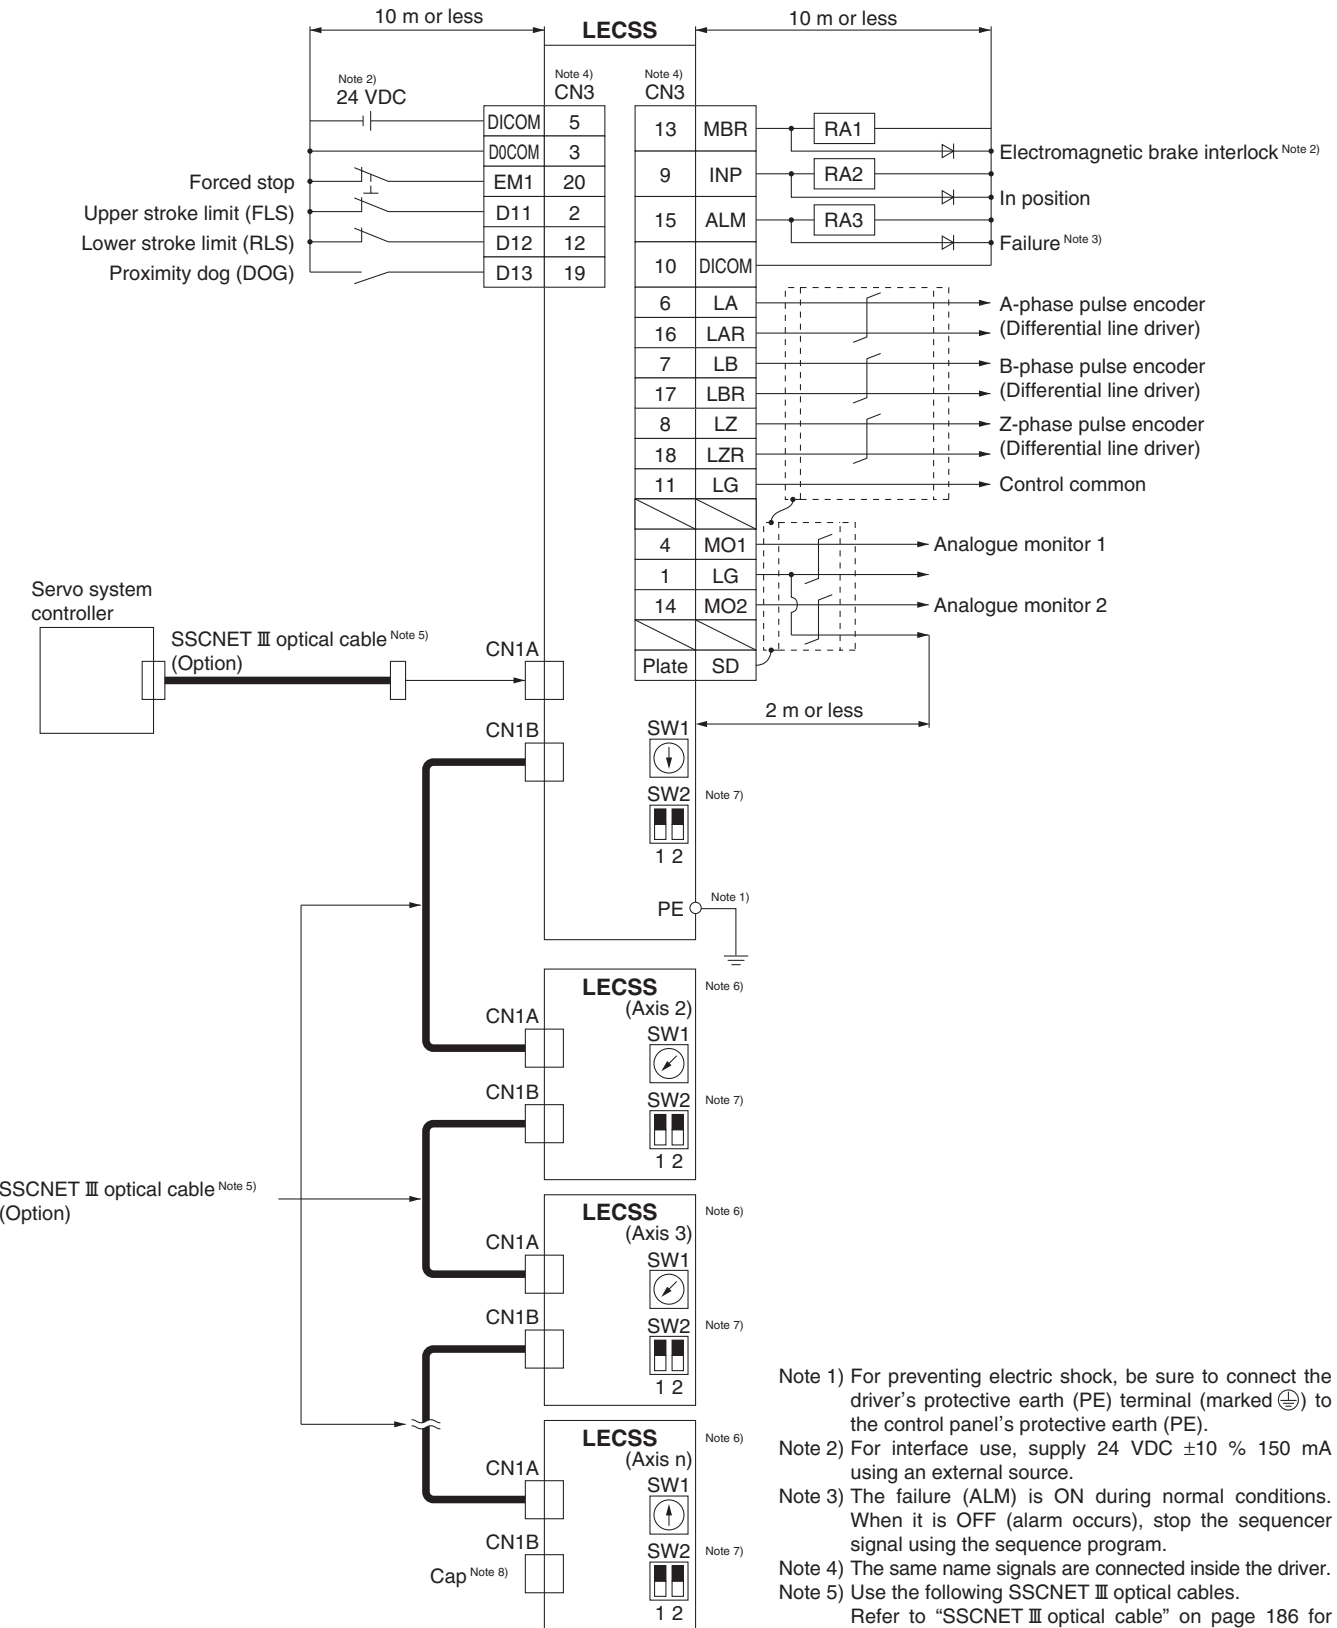 10 m or less
LECSS
10 m or less
Note 2)
24 VDC
Note 4)
CN3
Note 4)
CN3
DICOM 5
D0COM 3
Forced stop EM1 20
Upper stroke limit (FLS) D11 2
Lower stroke limit (RLS) D12 12
Proximity dog (DOG) D13 19
13 MBR RA1
Electromagnetic brake interlock Note 2)
9 INP RA2
In position
15 ALM RA3
Failure Note 3)
10 DICOM
6 LA A-phase pulse encoder
16 LAR (Differential line driver)
7 LB B-phase pulse encoder
17 LBR (Differential line driver)
8 LZ Z-phase pulse encoder
18 LZR (Differential line driver)
11 LG Control common
4 MO1 Analogue monitor 1
1 LG
14 MO2 Analogue monitor 2
Plate SD
2 m or less
Servo system
controller
SSCNET Ⅲ optical cable Note 5)
(Option)
CN1A
CN1B
SW1
SW2 Note 7)
1 2
PE Note 1)
LECSS Note 6)
(Axis 2)
CN1A
SW1
CN1B
SW2 Note 7)
1 2
SSCNET Ⅲ optical cable Note 5)
(Option)
LECSS Note 6)
(Axis 3)
CN1A
SW1
CN1B
SW2 Note 7)
1 2
LECSS Note 6)
(Axis n)
CN1A
SW1
CN1B
Cap Note 8)
SW2 Note 7)
1 2
Note 1) For preventing electric shock, be sure to connect the
driver's protective earth (PE) terminal (marked ⏚) to
the control panel's protective earth (PE).
Note 2) For interface use, supply 24 VDC ±10 % 150 mA
using an external source.
Note 3) The failure (ALM) is ON during normal conditions.
When it is OFF (alarm occurs), stop the sequencer
signal using the sequence program.
Note 4) The same name signals are connected inside the driver.
Note 5) Use the following SSCNET Ⅲ optical cables.
Refer to “SSCNET Ⅲ optical cable” on page 186 for